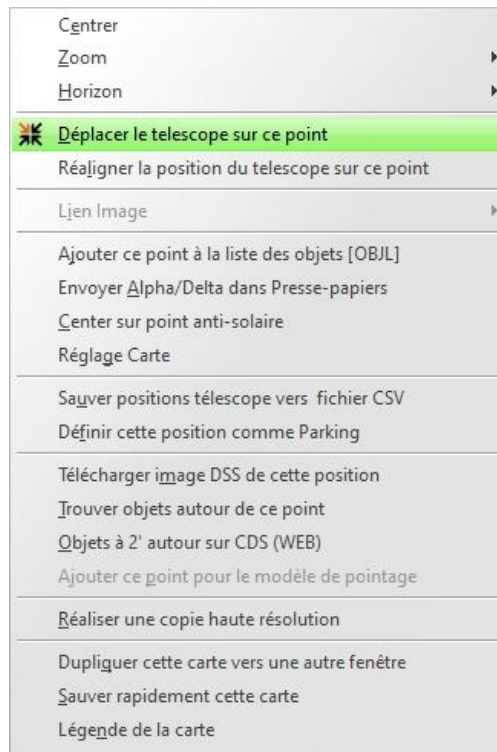 Centrer
Zoom
Horizon
Déplacer le telescope sur ce point
Réaligner la position du telescope sur ce point
Lien Image
Ajouter ce point à la liste des objets [OBJL]
Envoyer Alpha/Delta dans Presse-papiers
Center sur point anti-solaire
Réglage Carte
Sauver positions télescope vers fichier CSV
Définir cette position comme Parking
Télécharger image DSS de cette position
Trouver objets autour de ce point
Objets à 2' autour sur CDS (WEB)
Ajouter ce point pour le modèle de pointage
Réaliser une copie haute résolution
Dupliquer cette carte vers une autre fenêtre
Sauver rapidement cette carte
Légende de la carte